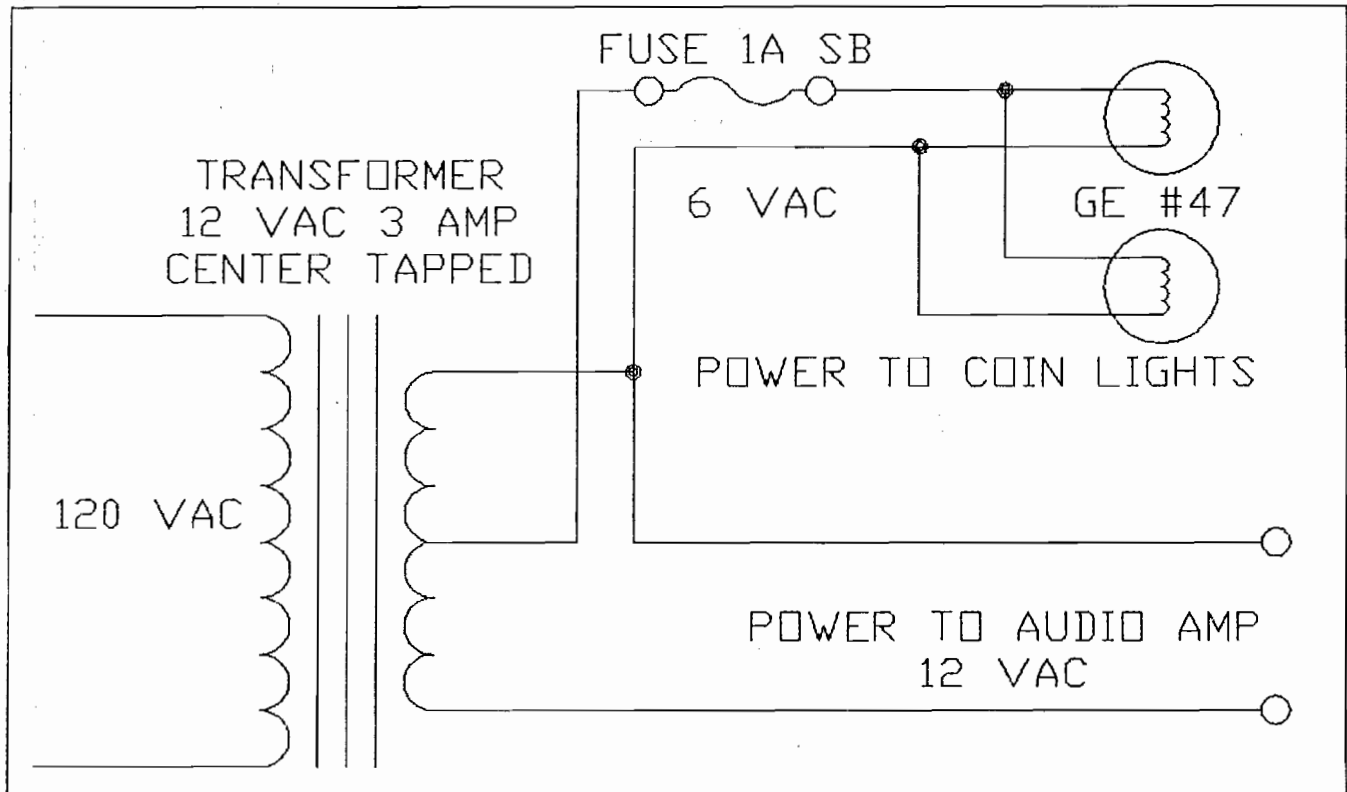 FUSE 1A SB
TRANSFORMER
12 VAC 3 AMP
CENTER TAPPED
6 VAC
GE #47
POWER TO COIN LIGHTS
120 VAC
POWER TO AUDIO AMP
12 VAC